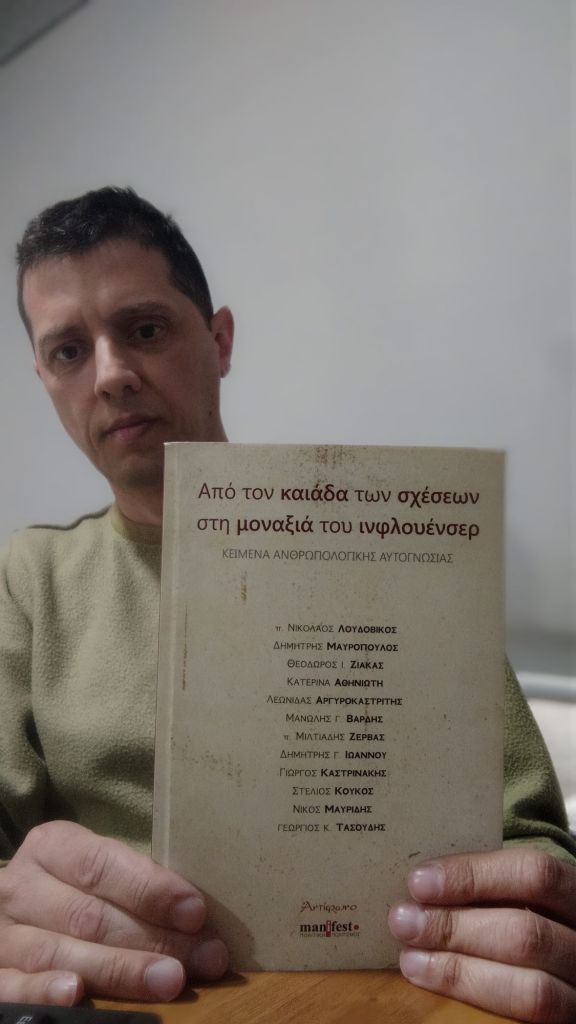 Από τον καιάδα των σχέσεων
στη μοναξιά του ινφλουένσερ
ΚΕΙΜΕΝΑ ΑΝΘΡΩΠΟΛΟΓΙΚΗΣ ΑΥΤΟΓΝΩΣΙΑΣ
π. ΝΙΚΟΛΑΟΣ ΛΟΥΔΟΒΙΚΟΣ
ΔΗΜΗΤΡΗΣ ΜΑΥΡΟΠΟΥΛΟΣ
ΘΕΟΔΩΡΟΣ Ι. ΖΙΑΚΑΣ
ΚΑΤΕΡΙΝΑ ΑΘΗΝΙΩΤΗ
ΛΕΩΝΙΔΑΣ ΑΡΓΥΡΟΚΑΣΤΡΙΤΗΣ
ΜΑΝΩΛΗΣ Γ. ΒΑΡΔΗΣ
π. ΜΙΛΤΙΑΔΗΣ ΖΕΡΒΑΣ
ΔΗΜΗΤΡΗΣ Γ. ΙΩΑΝΝΟΥ
ΓΙΩΡΓΟΣ ΚΑΣΤΡΙΝΑΚΗΣ
ΣΤΕΛΙΟΣ ΚΟΥΚΟΣ
ΝΙΚΟΣ ΜΑΥΡΙΔΗΣ
ΓΕΩΡΓΙΟΣ Κ. ΤΑΣΟΥΔΗΣ
Ἀντίφωνο
manifest